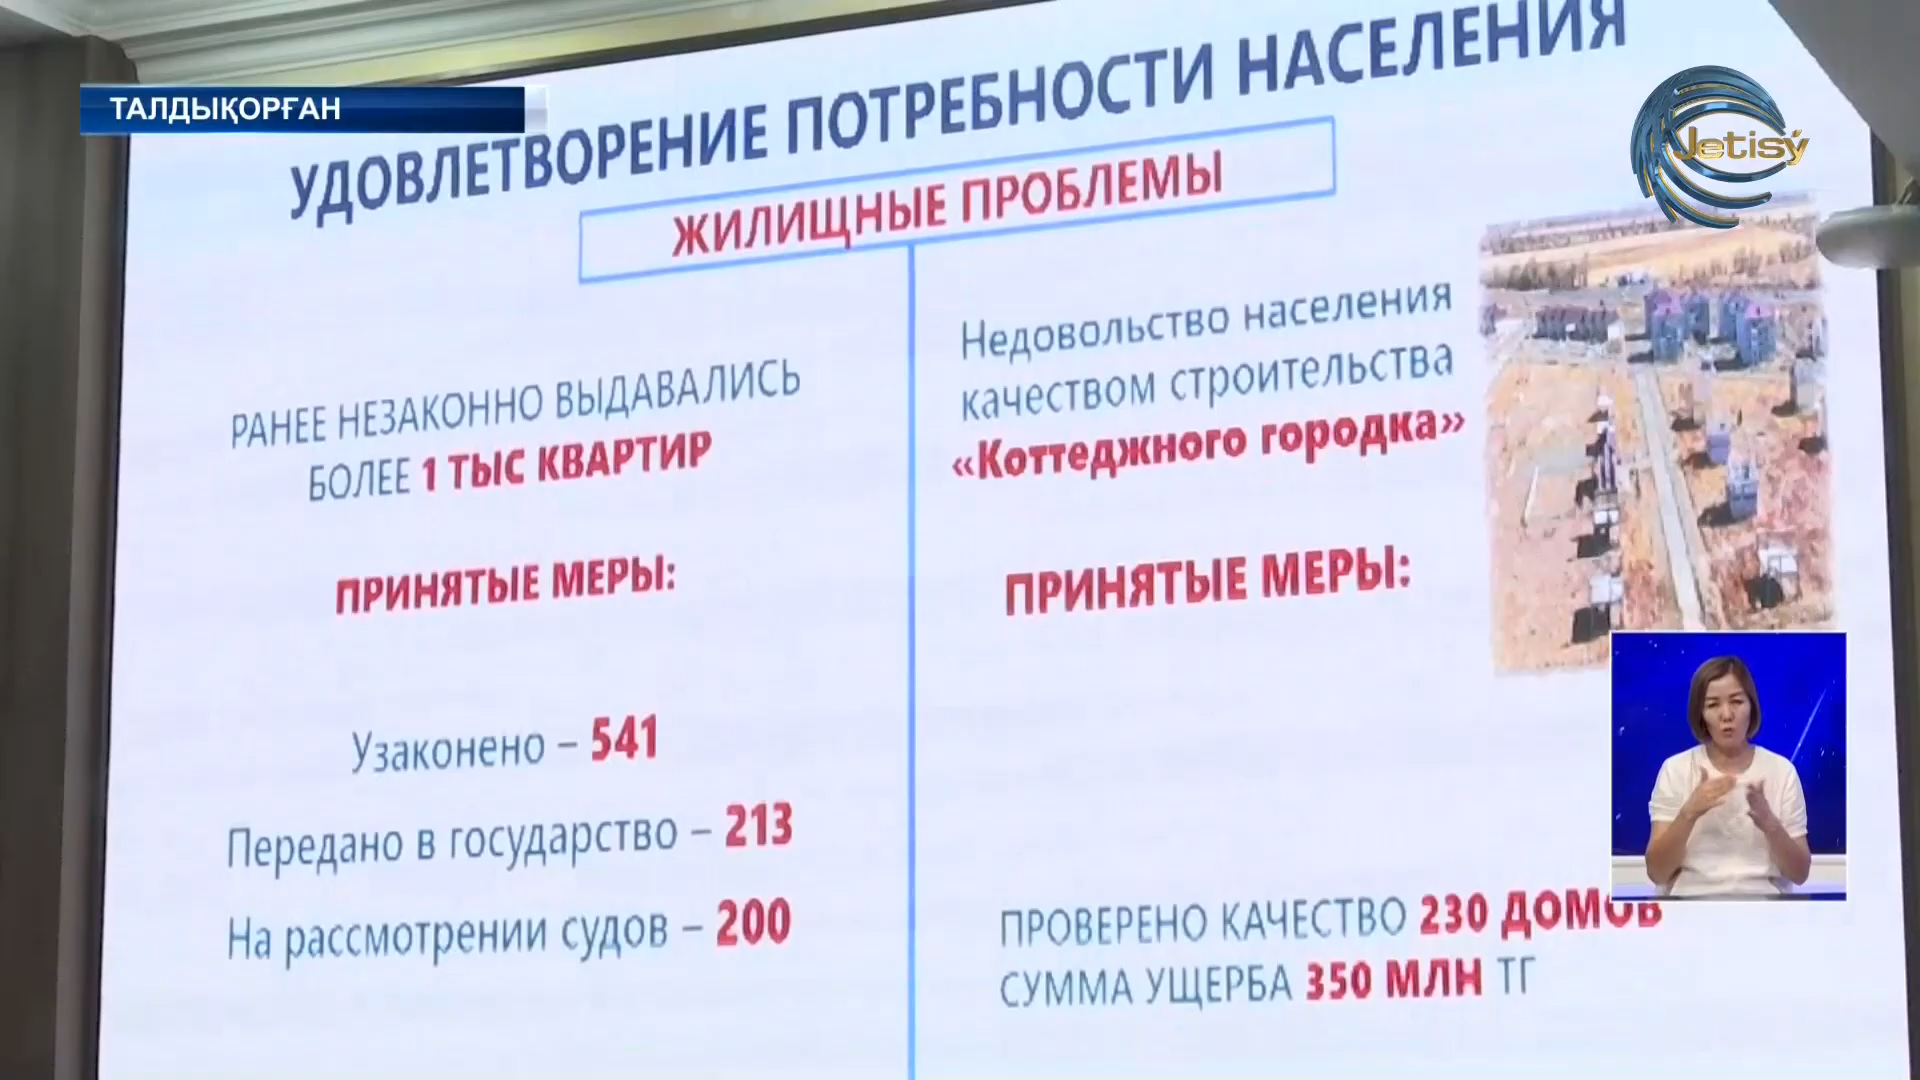 ТАЛДЫҚОРҒАН
Jetisý
УДОВЛЕТВОРЕНИЕ ПОТРЕБНОСТИ НАСЕЛЕНИЯ
ЖИЛИЩНЫЕ ПРОБЛЕМЫ
РАНЕЕ НЕЗАКОННО ВЫДАВАЛИСЬ
БОЛЕЕ 1 ТЫС КВАРТИР
ПРИНЯТЫЕ МЕРЫ:
Узаконено – 541
Передано в государство – 213
На рассмотрении судов – 200
Недовольство населения
качеством строительства
«Коттеджного городка»
ПРИНЯТЫЕ МЕРЫ:
ПРОВЕРЕНО КАЧЕСТВО 230 ДОМОВ
СУММА УЩЕРБА 350 МЛН ТГ